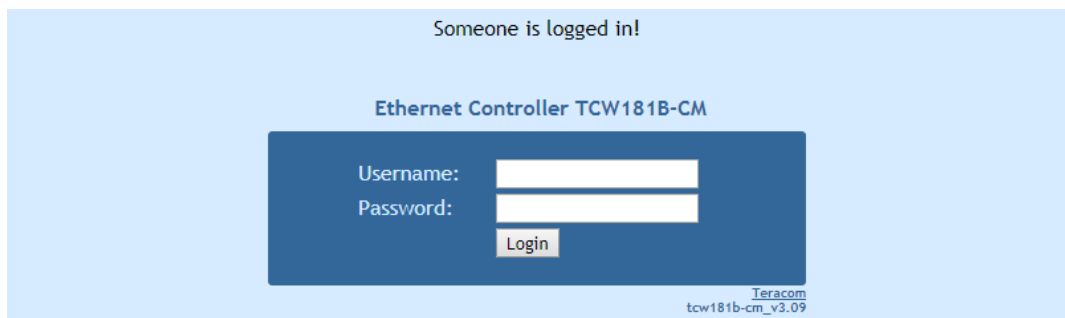 Someone is logged in!
Ethernet Controller TCW181B-CM
Username:
Password:
Login
Teracom
tcw181b-cm_v3.09